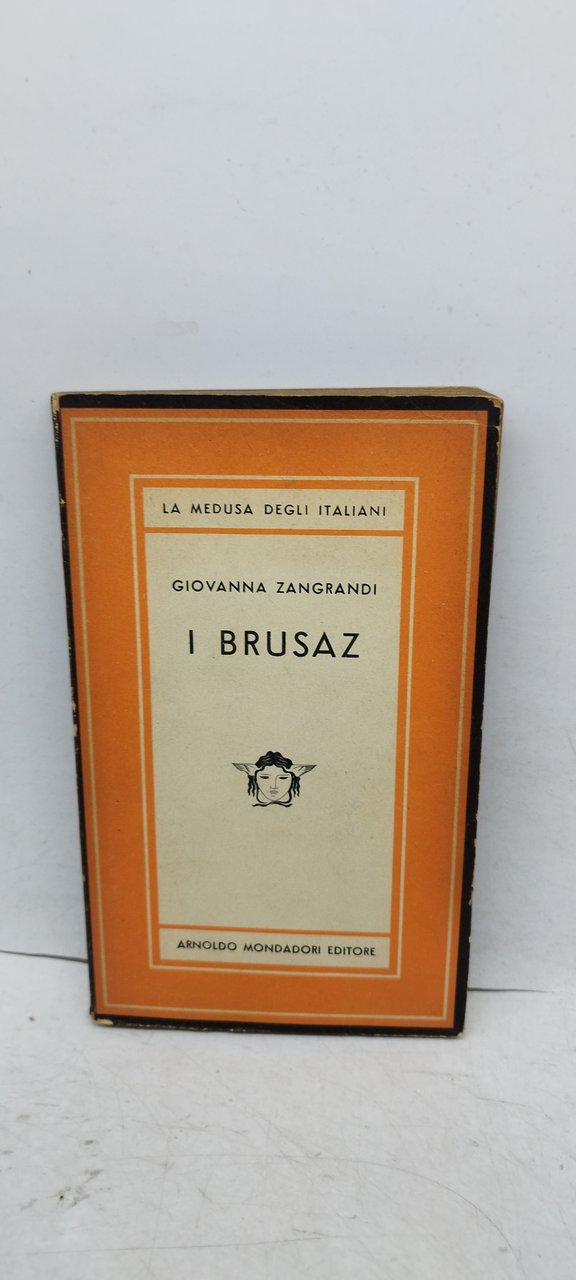 LA MEDUSA DEGLI ITALIANI
GIOVANNA ZANGRANDI
I BRUSAZ
ARNOLDO MONDADORI EDITORE